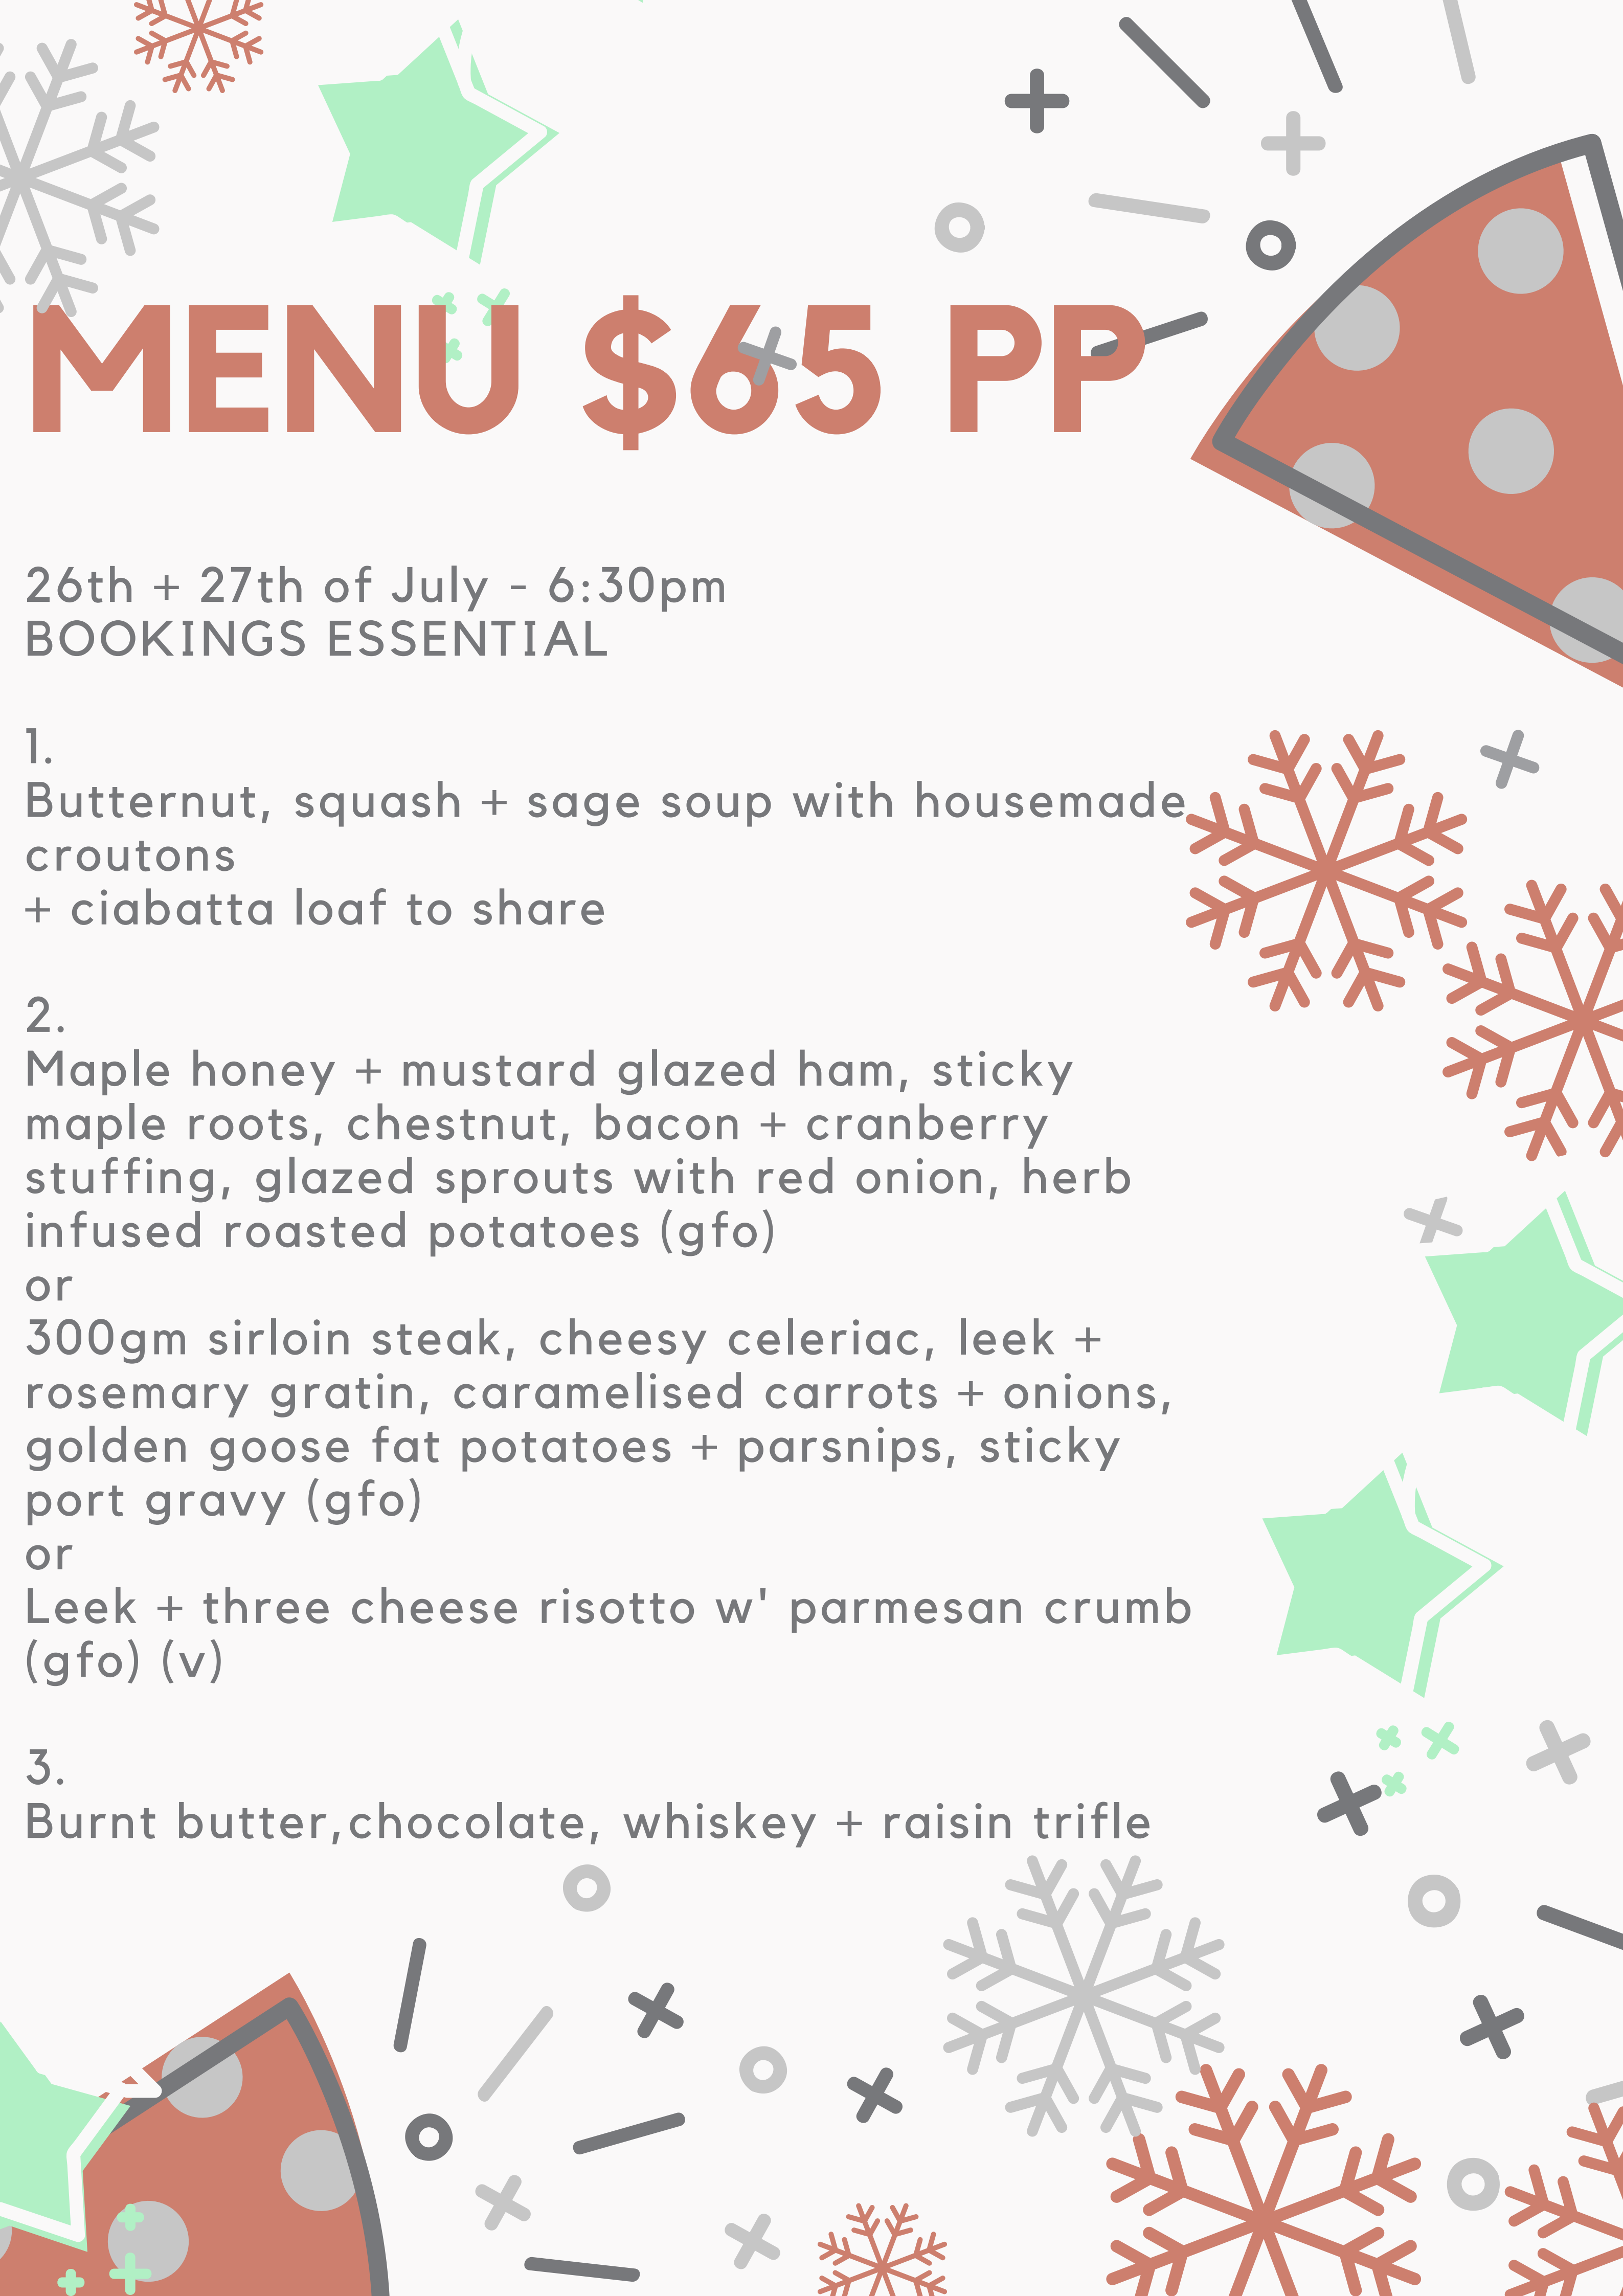 MENU $65 PP
26th + 27th of July - 6:30pm
BOOKINGS ESSENTIAL
1.
Butternut, squash + sage soup with housemade
croutons
+ ciabatta loaf to share
2.
Maple honey + mustard glazed ham, sticky
maple roots, chestnut, bacon + cranberry
stuffing, glazed sprouts with red onion, herb
infused roasted potatoes (gfo)
or
300gm sirloin steak, cheesy celeriac, leek +
rosemary gratin, caramelised carrots + onions,
golden goose fat potatoes + parsnips, sticky
port gravy (gfo)
or
Leek + three cheese risotto w' parmesan crumb
(gfo) (v)
3.
Burnt butter,chocolate, whiskey + raisin trifle